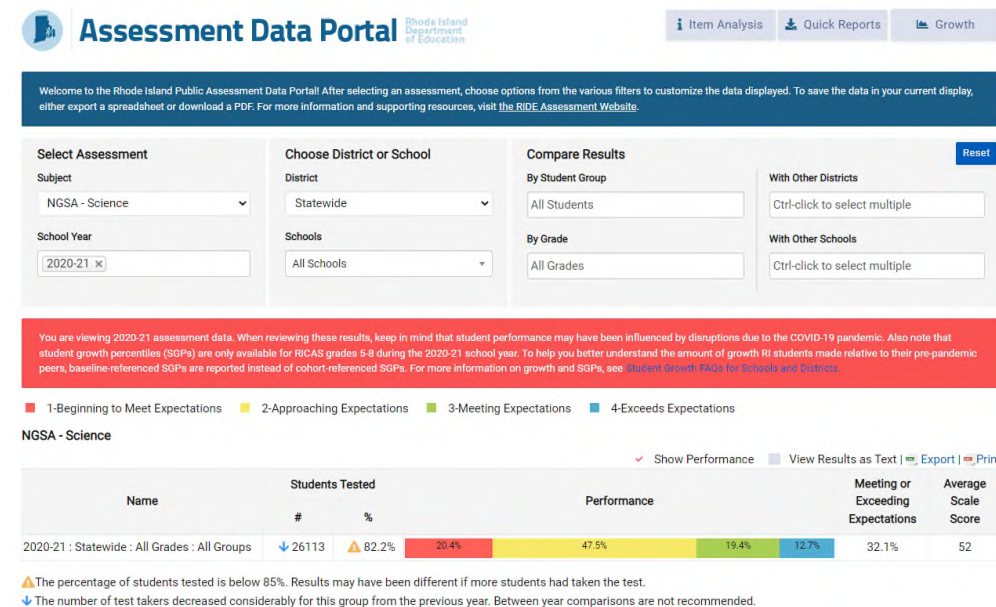 Assessment Data Portal
Rhode Island
Department
of Education
Item Analysis
Quick Reports
Growth
Welcome to the Rhode Island Public Assessment Data Portal! After selecting an assessment, choose options from the various filters to customize the data displayed. To save the data in your current display,
either export a spreadsheet or download a PDF. For more information and supporting resources, visit the RIDE Assessment Website.
Select Assessment
Choose District or School
Compare Results
Reset
Subject
District
By Student Group
With Other Districts
NGSA - Science
Statewide
All Students
Ctrl-click to select multiple
School Year
Schools
By Grade
With Other Schools
2020-21 ×
All Schools
All Grades
Ctrl-click to select multiple
You are viewing 2020-21 assessment data. When reviewing these results, keep in mind that student performance may have been influenced by disruptions due to the COVID-19 pandemic. Also note that
student growth percentiles (SGPs) are only available for RICAS grades 5-8 during the 2020-21 school year. To help you better understand the amount of growth RI students made relative to their pre-pandemic
peers, baseline-referenced SGPs are reported instead of cohort-referenced SGPs. For more information on growth and SGPs, see Student Growth FAQs for Schools and Districts.
1-Beginning to Meet Expectations
2-Approaching Expectations
3-Meeting Expectations
4-Exceeds Expectations
NGSA - Science
Show Performance
View Results as Text | Export | Prin
Name
Students Tested
#
%
Performance
Meeting or
Exceeding
Expectations
Average
Scale
Score
2020-21 : Statewide : All Grades : All Groups
26113
82.2%
20.4%
47.5%
19.4%
12.7%
32.1%
52
The percentage of students tested is below 85%. Results may have been different if more students had taken the test.
The number of test takers decreased considerably for this group from the previous year. Between year comparisons are not recommended.